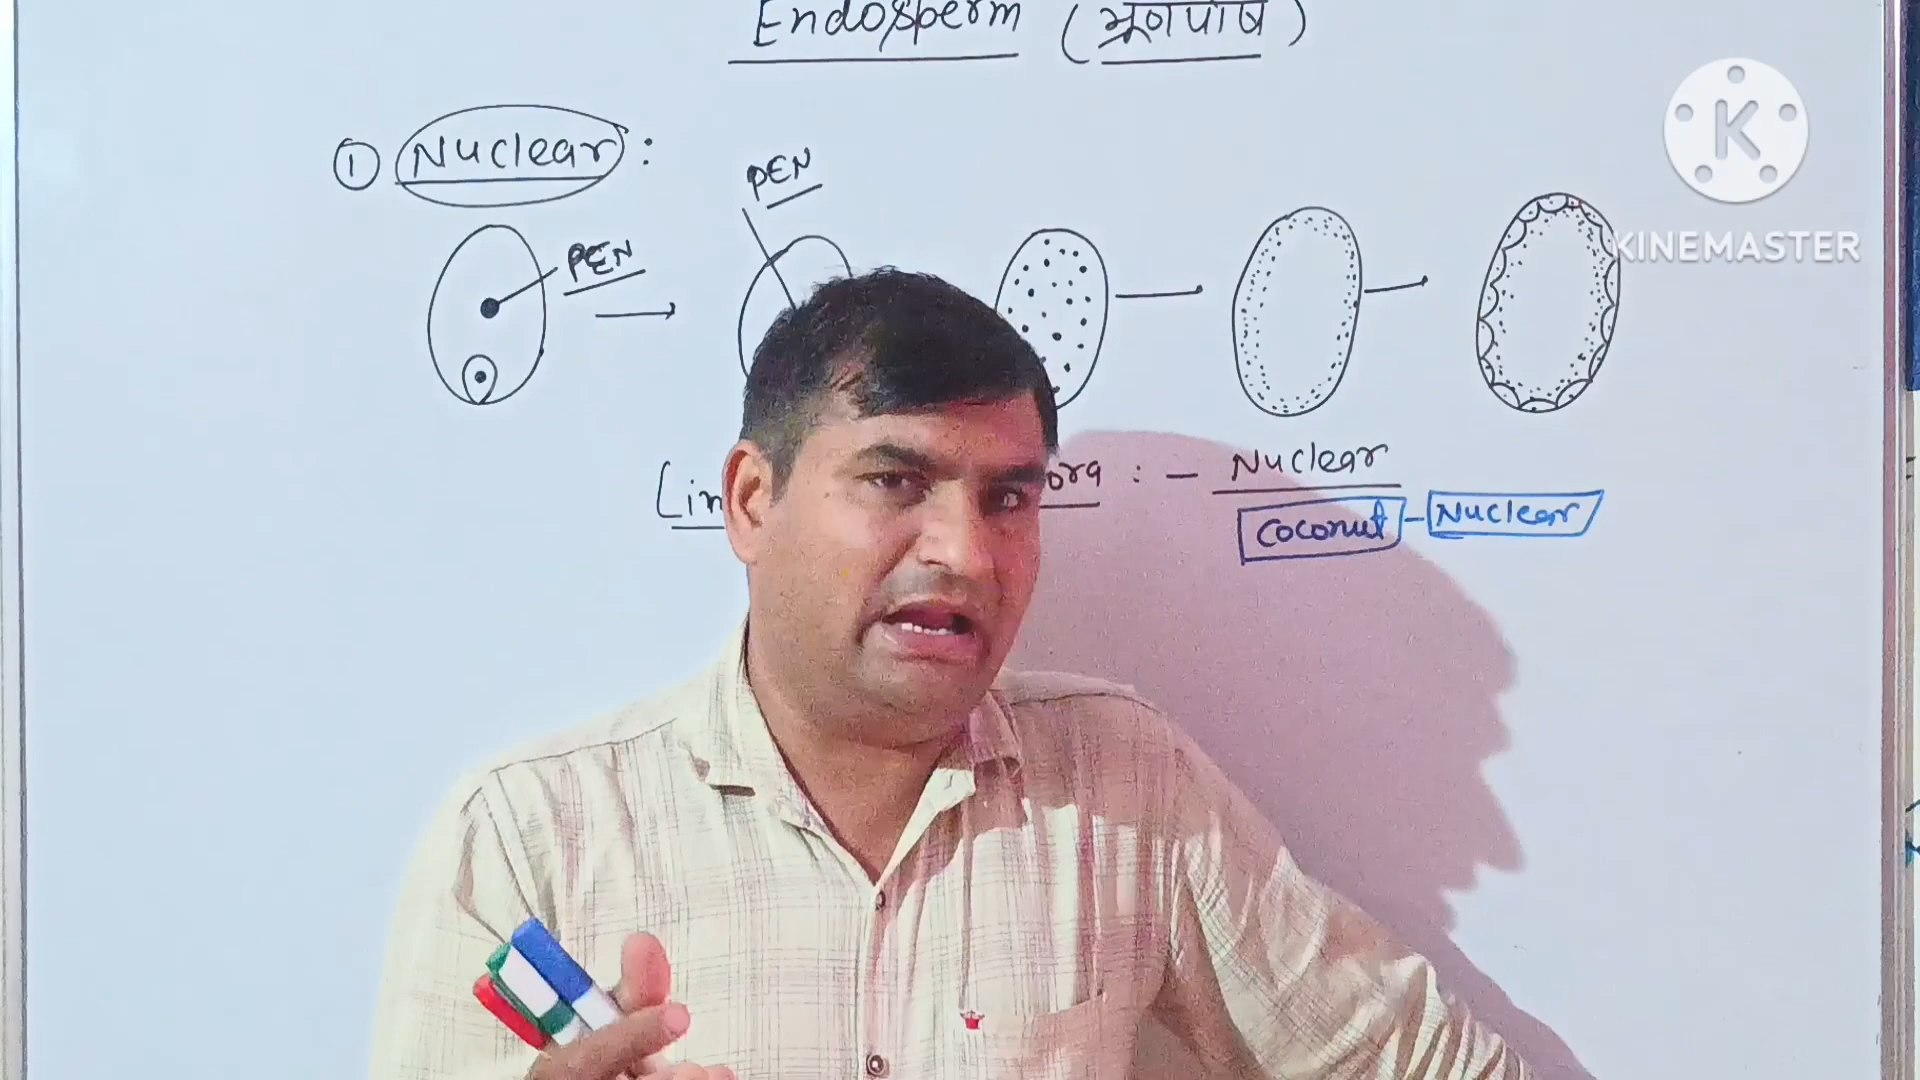 Endosperm (भ्रूणपोष)
① Nuclear :
PEN
PEN
Nuclear
Coconut - Nuclear
K
KINEMASTER